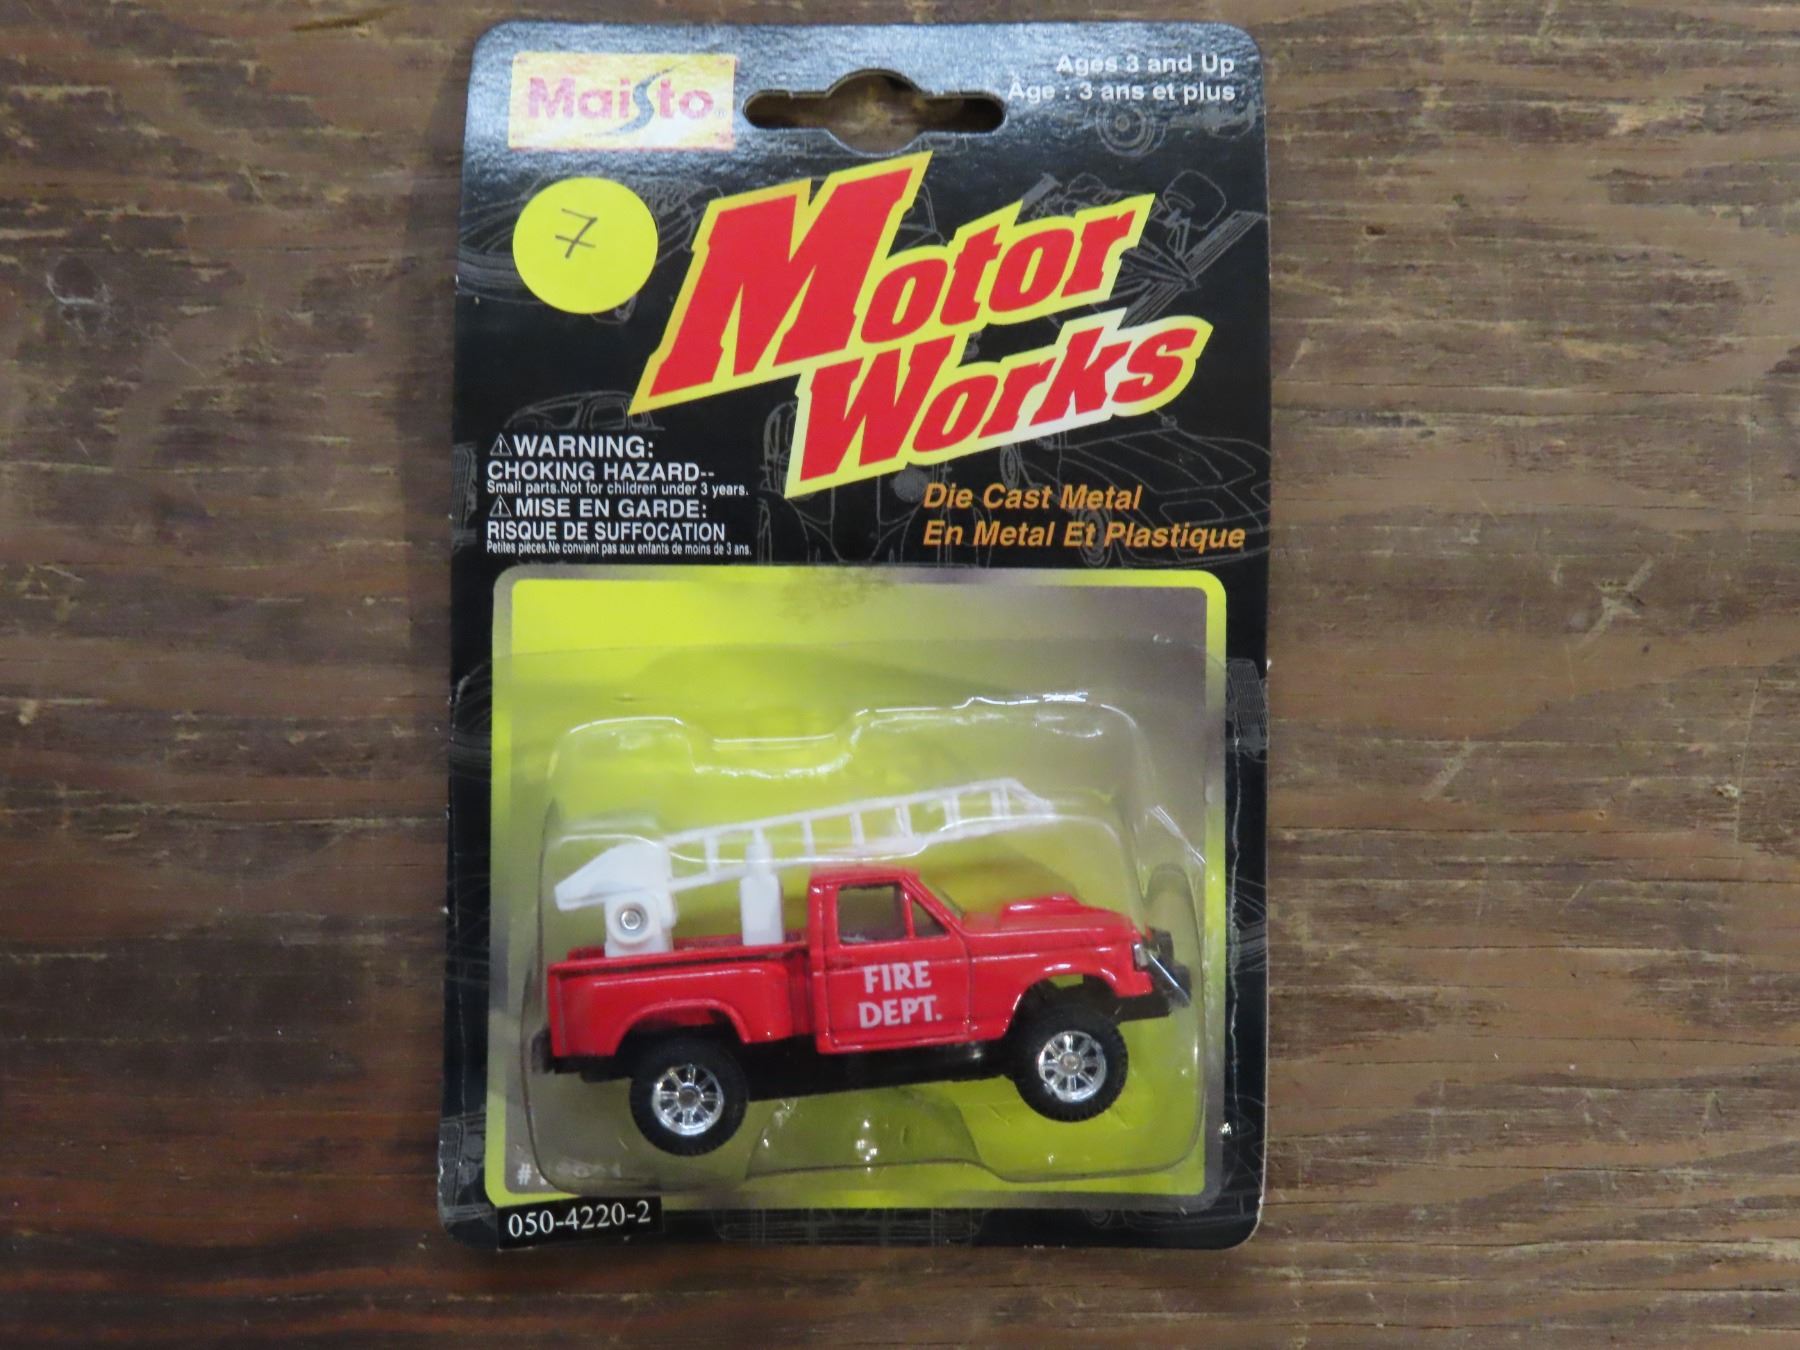 Maisto
Ages 3 and Up
Âge : 3 ans et plus
7
Motor
Works
⚠WARNING:
CHOKING HAZARD--
Small parts.Not for children under 3 years.
⚠MISE EN GARDE:
RISQUE DE SUFFOCATION
Petites pièces.Ne convient pas aux enfants de moins de 3 ans.
Die Cast Metal
En Metal Et Plastique
FIRE
DEPT.
#
050-4220-2